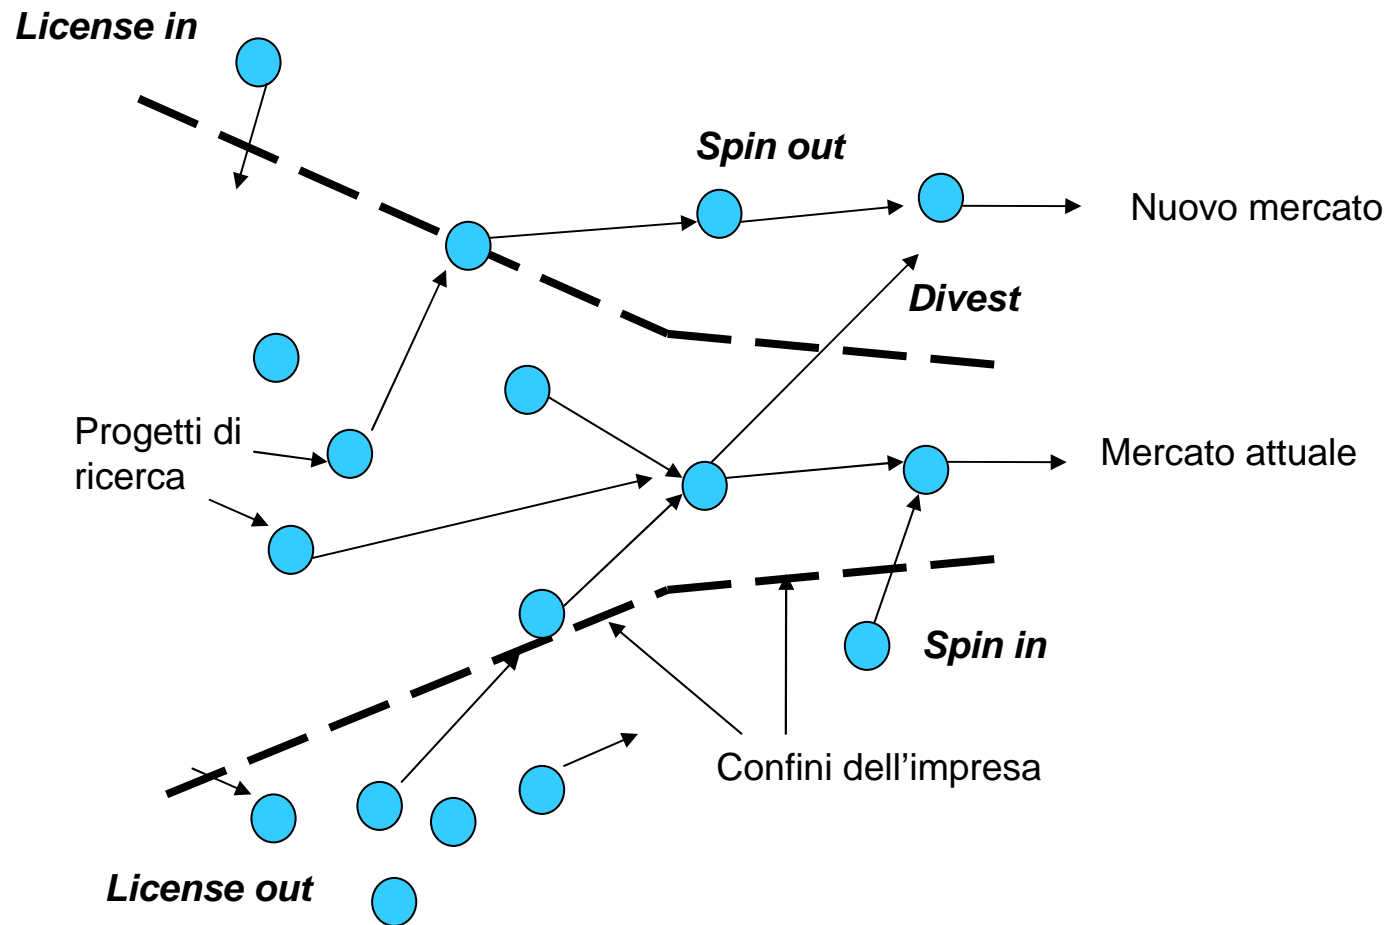 License in
Spin out
Nuovo mercato
Divest
Progetti di
ricerca
Mercato attuale
Spin in
Confini dell'impresa
License out